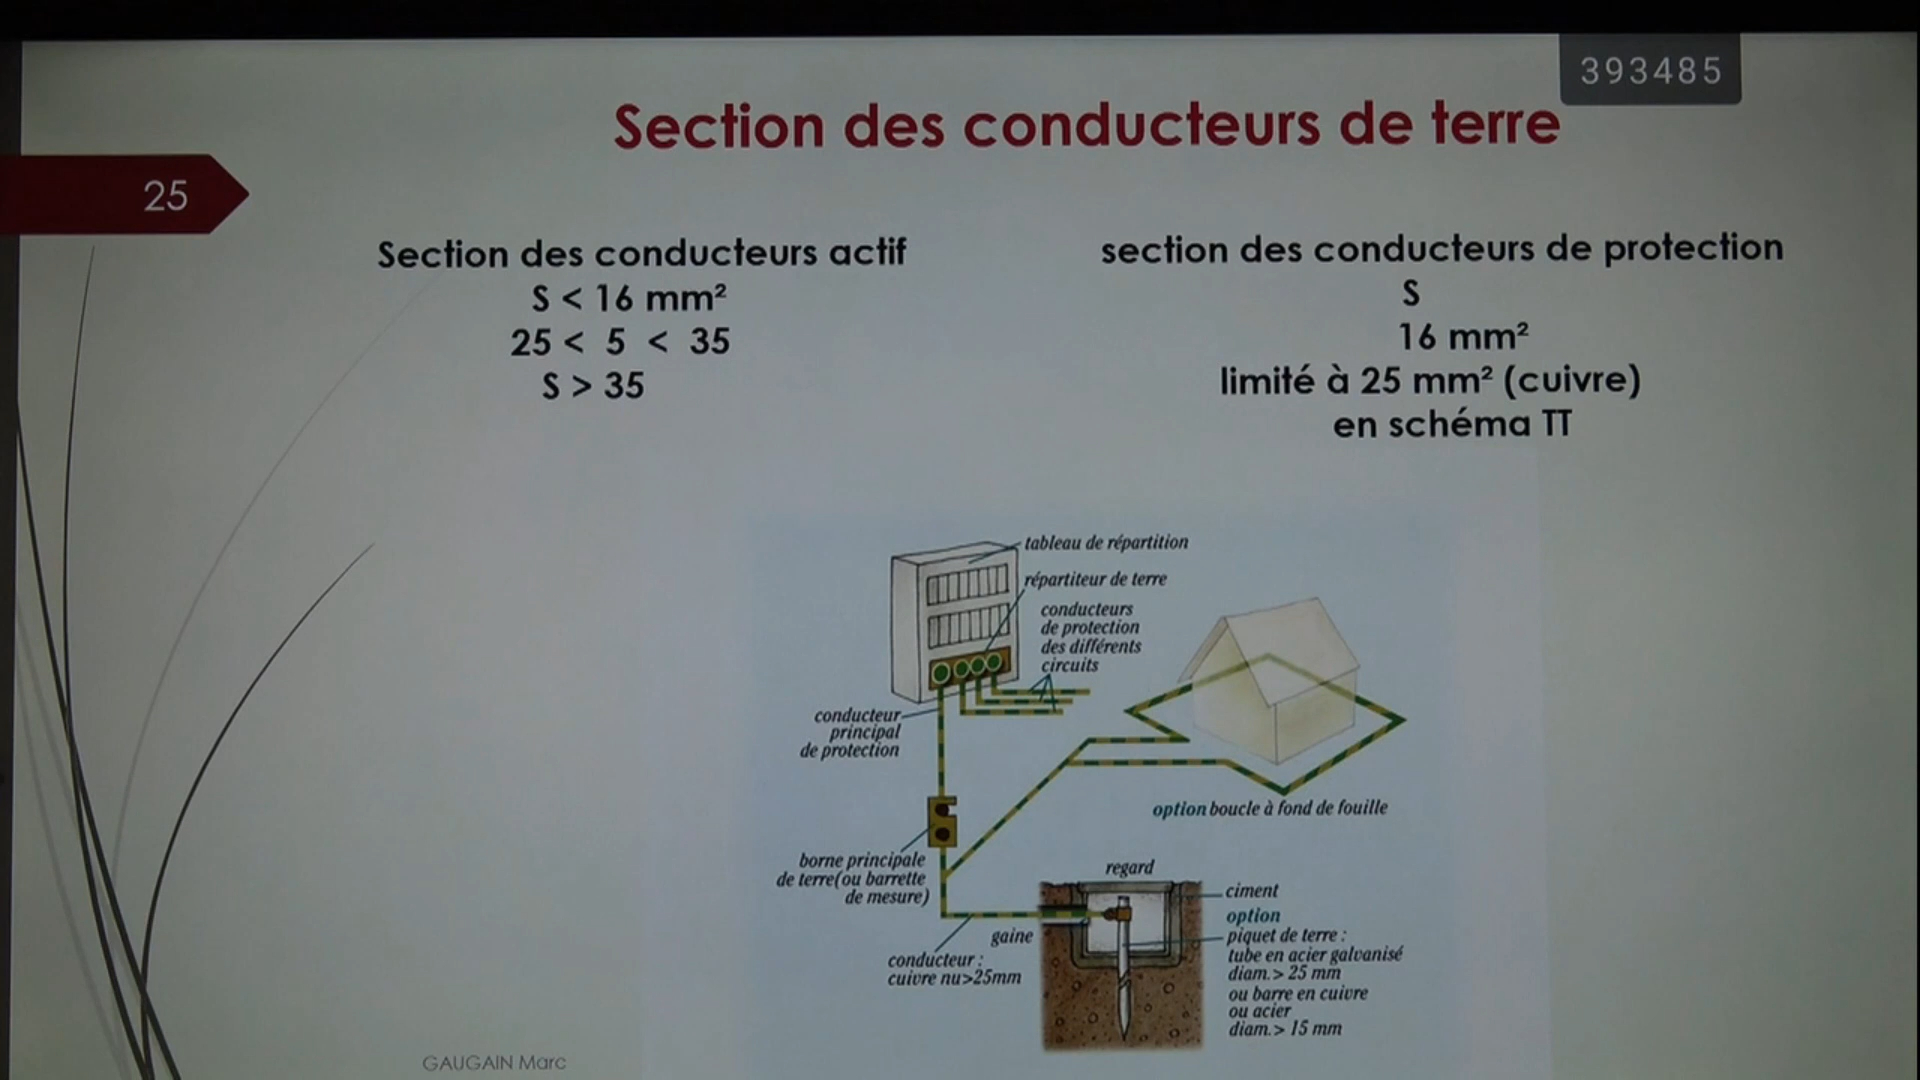 393485
Section des conducteurs de terre
25
Section des conducteurs actif
S < 16 mm²
25 < 5 < 35
S > 35
section des conducteurs de protection
S
16 mm²
limité à 25 mm² (cuivre)
en schéma TT
tableau de répartition
répartiteur de terre
conducteurs
de protection
des différents
circuits
conducteur
principal
de protection
option boucle à fond de fouille
borne principale
de terre(ou barrette
de mesure)
regard
ciment
gaine
conducteur :
cuivre nu>25mm
option
piquet de terre :
tube en acier galvanisé
diam.> 25 mm
ou barre en cuivre
ou acier
diam.> 15 mm
GAUGAIN Marc